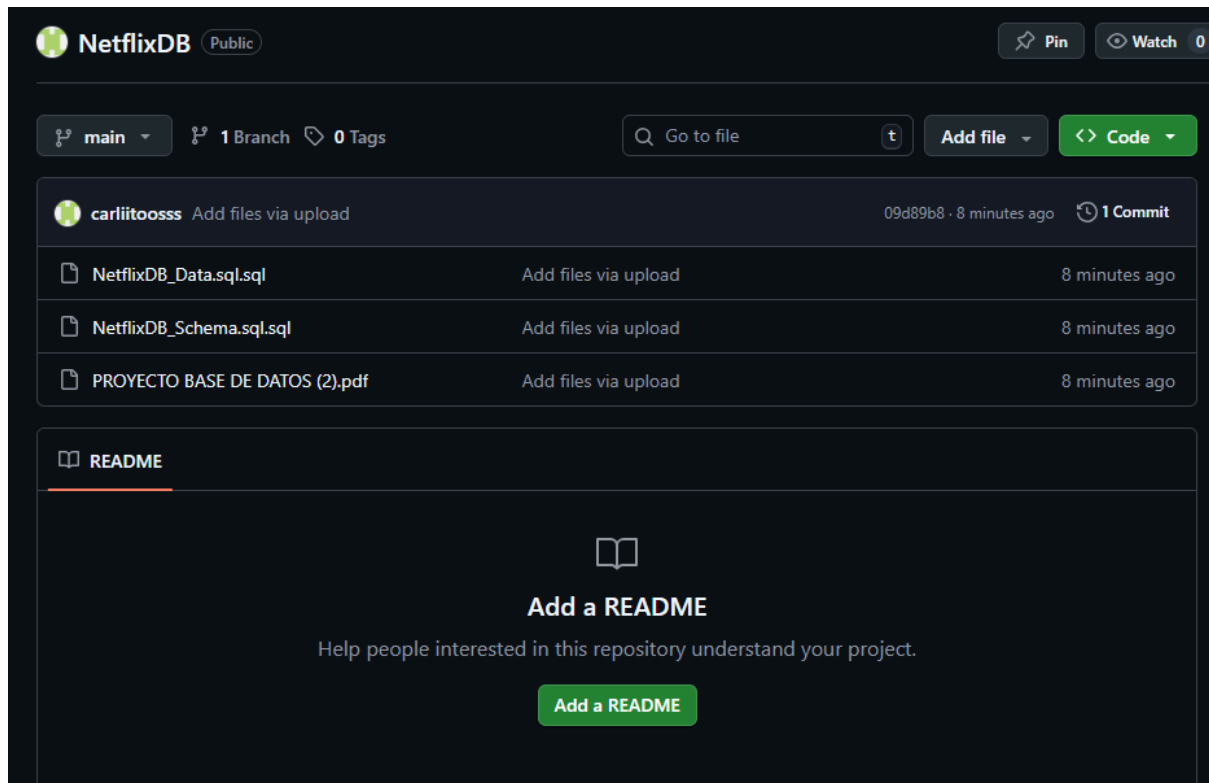 NetflixDB Public Pin Watch 0
main 1 Branch 0 Tags Go to file t Add file <> Code
carliitoosss Add files via upload 09d89b8 · 8 minutes ago 1 Commit
NetflixDB_Data.sql.sql Add files via upload 8 minutes ago
NetflixDB_Schema.sql.sql Add files via upload 8 minutes ago
PROYECTO BASE DE DATOS (2).pdf Add files via upload 8 minutes ago
README
Add a README
Help people interested in this repository understand your project.
Add a README